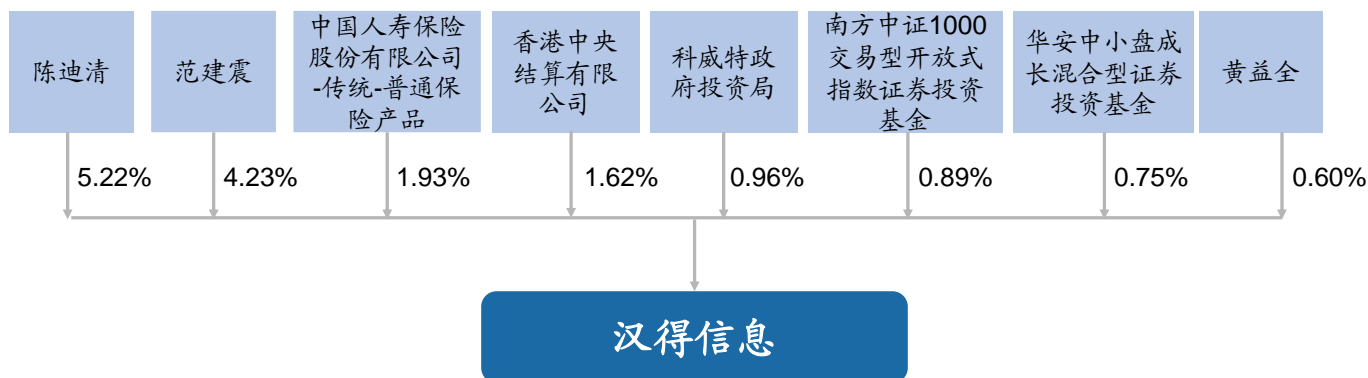 陈迪清
范建震
中国人寿保险
股份有限公司
-传统-普通保
险产品
香港中央
结算有限
公司
科威特政
府投资局
南方中证1000
交易型开放式
指数证券投资
基金
华安中小盘成
长混合型证券
投资基金
黄益全
5.22%
4.23%
1.93%
1.62%
0.96%
0.89%
0.75%
0.60%
汉得信息